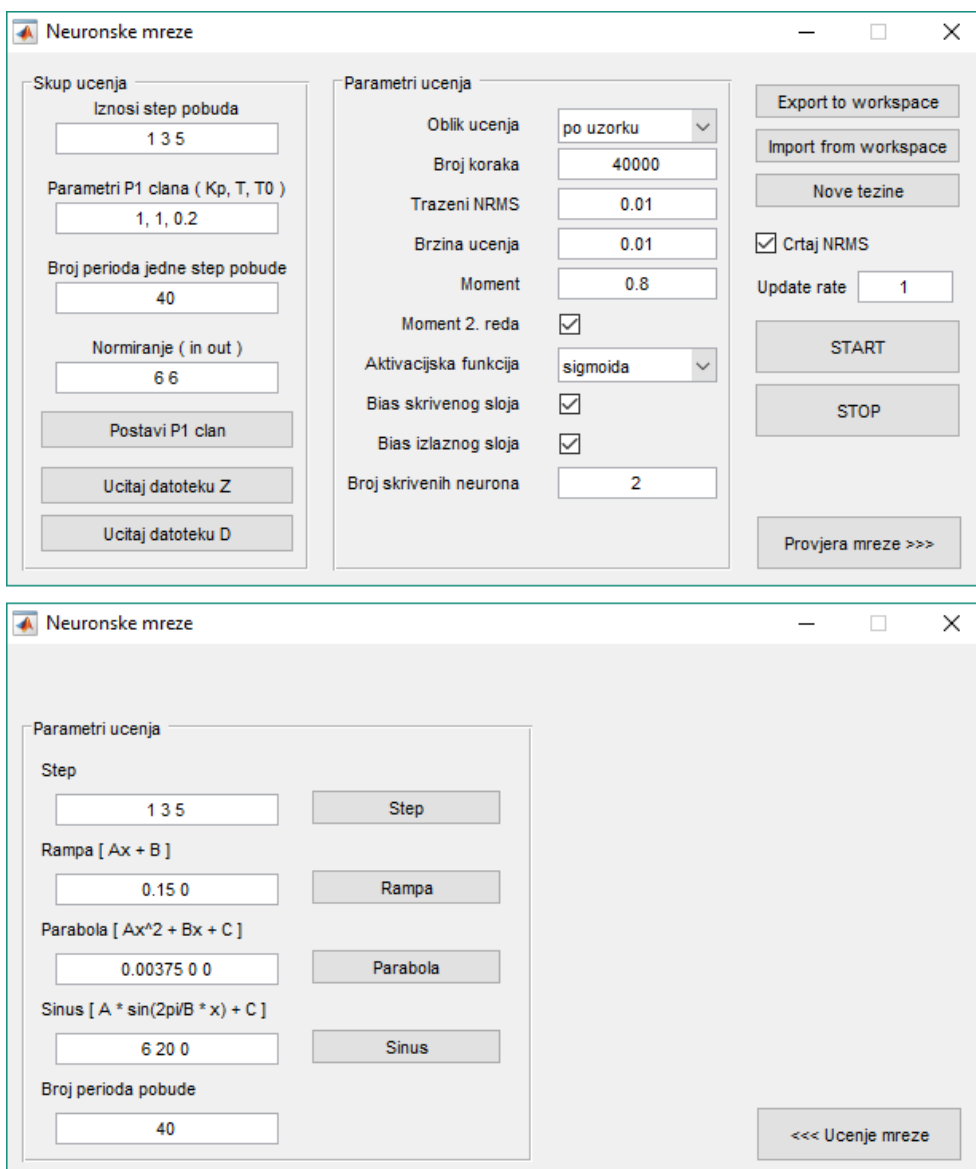 Neuronske mreze
Skup ucenja
Iznosi step pobuda
1 3 5
Parametri P1 clana ( Kp, T, T0 )
1, 1, 0.2
Broj perioda jedne step pobude
40
Normiranje ( in out )
6 6
Postavi P1 clan
Ucitaj datoteku Z
Ucitaj datoteku D
Parametri ucenja
Oblik ucenja po uzorku
Broj koraka 40000
Trazeni NRMS 0.01
Brzina ucenja 0.01
Moment 0.8
Moment 2. reda
Aktivacijska funkcija sigmoida
Bias skrivenog sloja
Bias izlaznog sloja
Broj skrivenih neurona 2
Export to workspace
Import from workspace
Nove tezine
Crtaj NRMS
Update rate 1
START
STOP
Provjera mreze >>>
Neuronske mreze
Parametri ucenja
Step
1 3 5 Step
Rampa [ Ax + B ]
0.15 0 Rampa
Parabola [ Ax^2 + Bx + C ]
0.00375 0 0 Parabola
Sinus [ A * sin(2pi/B * x) + C ]
6 20 0 Sinus
Broj perioda pobude
40
<<< Ucenje mreze